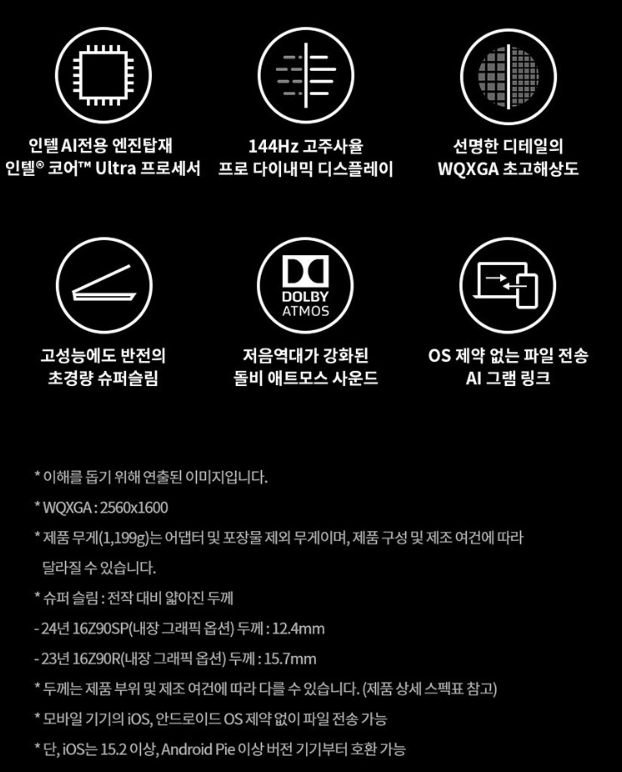 인텔 AI전용 엔진탑재
인텔® 코어™ Ultra 프로세서
144Hz 고주사율
프로 다이내믹 디스플레이
선명한 디테일의
WQXGA 초고해상도
고성능에도 반전의
초경량 슈퍼슬림
DOLBY
ATMOS
저음역대가 강화된
돌비 애트모스 사운드
OS 제약 없는 파일 전송
AI 그램 링크
* 이해를 돕기 위해 연출된 이미지입니다.
* WQXGA : 2560x1600
* 제품 무게(1,199g)는 어댑터 및 포장물 제외 무게이며, 제품 구성 및 제조 여건에 따라
달라질 수 있습니다.
* 슈퍼 슬림 : 전작 대비 얇아진 두께
- 24년 16Z90SP(내장 그래픽 옵션) 두께 : 12.4mm
- 23년 16Z90R(내장 그래픽 옵션) 두께 : 15.7mm
* 두께는 제품 부위 및 제조 여건에 따라 다를 수 있습니다. (제품 상세 스펙표 참고)
* 모바일 기기의 iOS, 안드로이드 OS 제약 없이 파일 전송 가능
* 단, iOS는 15.2 이상, Android Pie 이상 버전 기기부터 호환 가능